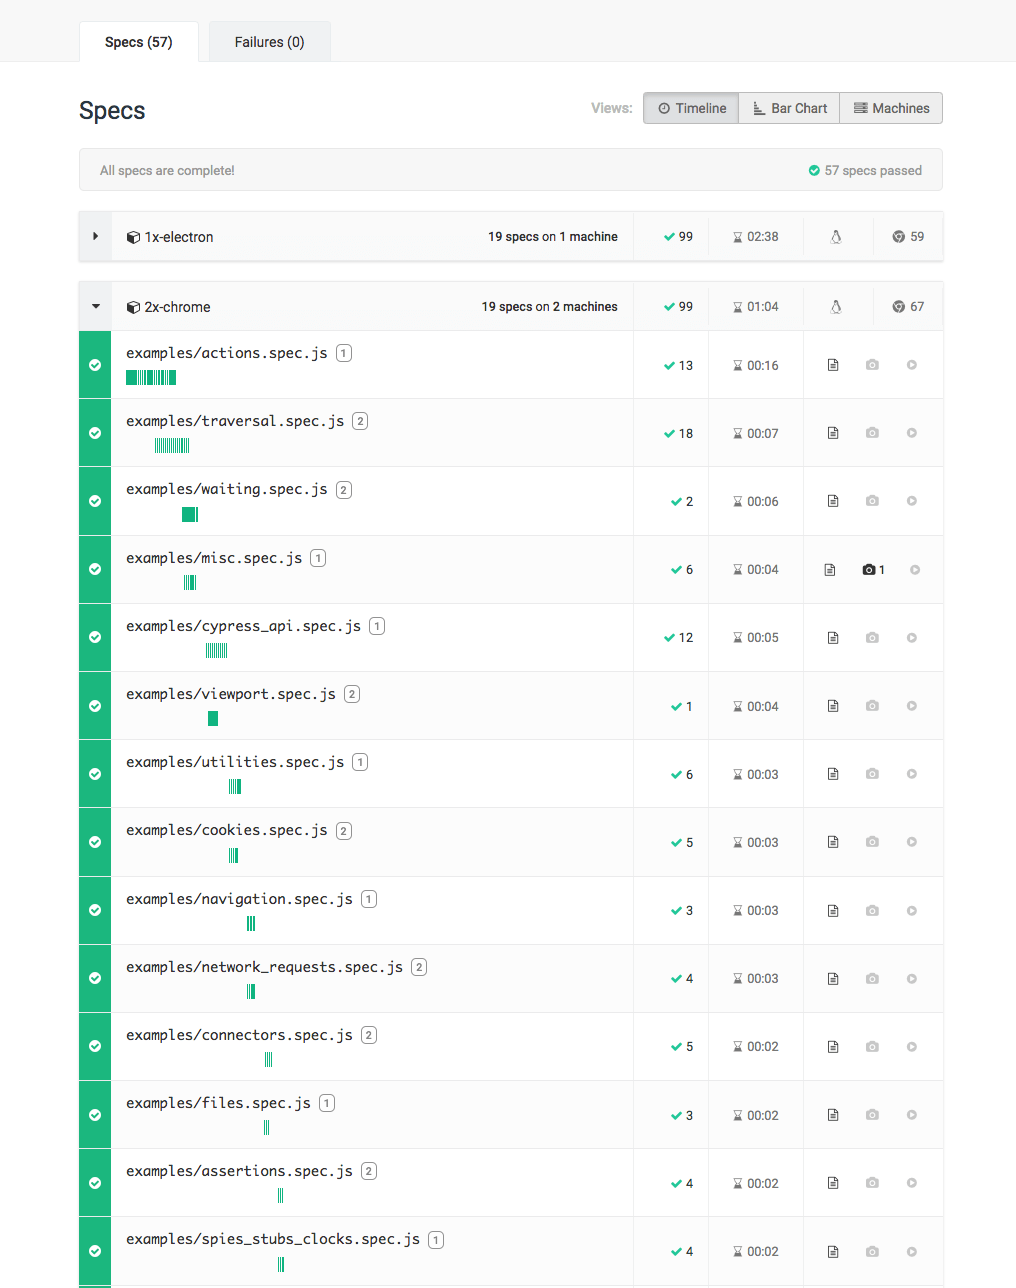 Specs (57) Failures (0)
Specs Views: Timeline Bar Chart Machines
All specs are complete! 57 specs passed
1x-electron 19 specs on 1 machine 99 02:38 59
2x-chrome 19 specs on 2 machines 99 01:04 67
examples/actions.spec.js 1 13 00:16
examples/traversal.spec.js 2 18 00:07
examples/waiting.spec.js 2 2 00:06
examples/misc.spec.js 1 6 00:04 1
examples/cypress_api.spec.js 1 12 00:05
examples/viewport.spec.js 2 1 00:04
examples/utilities.spec.js 1 6 00:03
examples/cookies.spec.js 2 5 00:03
examples/navigation.spec.js 1 3 00:03
examples/network_requests.spec.js 2 4 00:03
examples/connectors.spec.js 2 5 00:02
examples/files.spec.js 1 3 00:02
examples/assertions.spec.js 2 4 00:02
examples/spies_stubs_clocks.spec.js 1 4 00:02